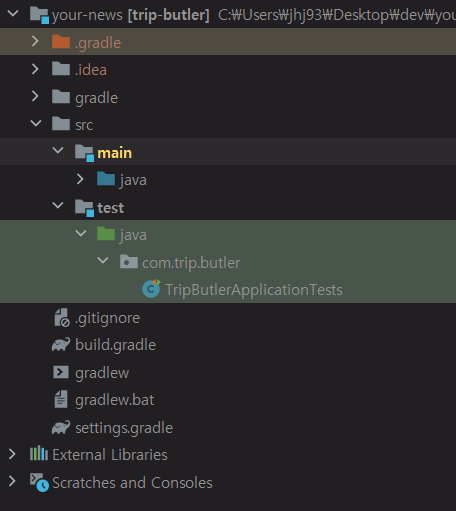 your-news [trip-butler] C:￦Users￦jhj93￦Desktop￦dev￦you
.gradle
.idea
gradle
src
main
java
test
java
com.trip.butler
TripButlerApplicationTests
.gitignore
build.gradle
gradlew
gradlew.bat
settings.gradle
External Libraries
Scratches and Consoles